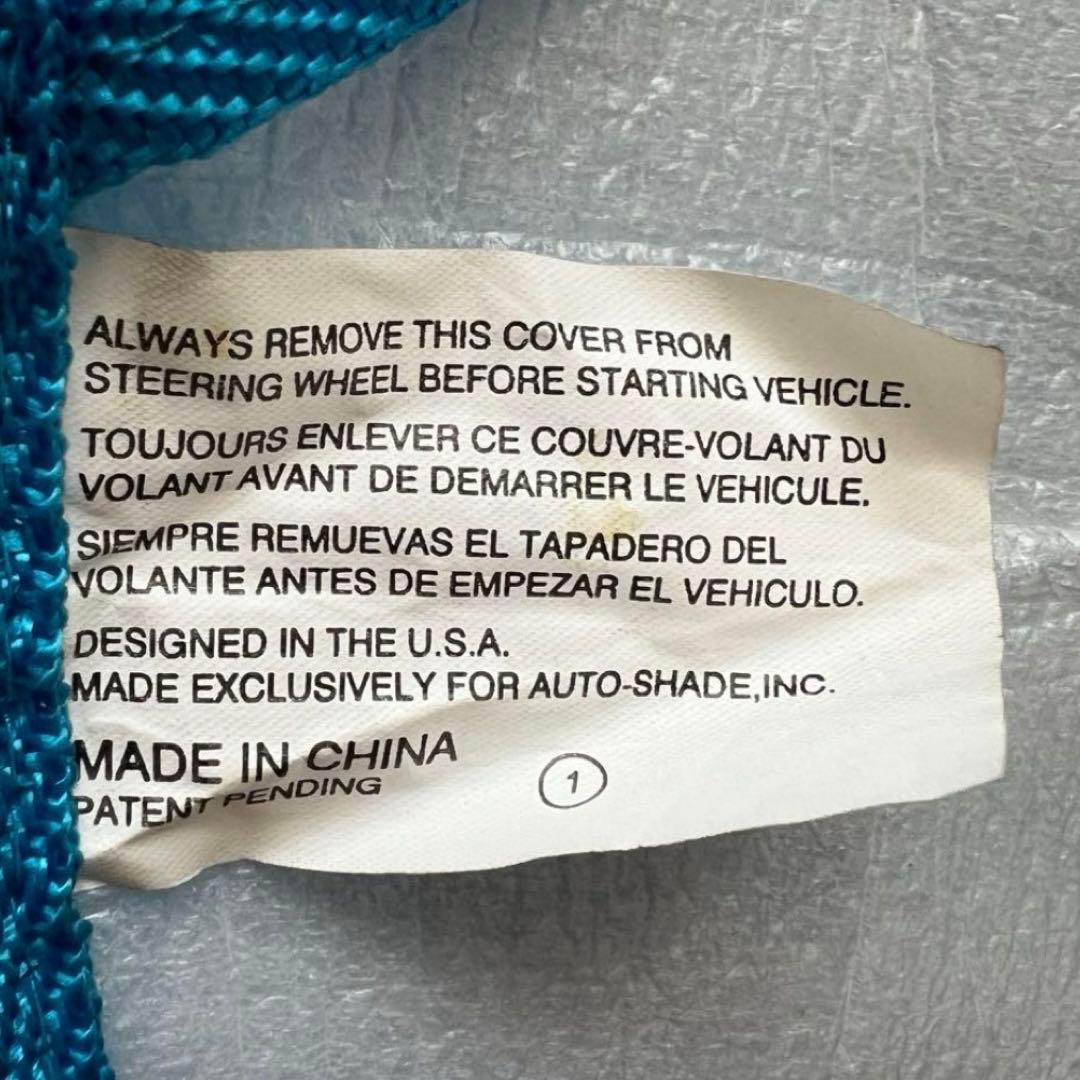 ALWAYS REMOVE THIS COVER FROM
STEERING WHEEL BEFORE STARTING VEHICLE.
TOUJOURS ENLEVER CE COUVRE-VOLANT DU
VOLANT AVANT DE DEMARRER LE VEHICULE.
SIEMPRE REMUEVAS EL TAPADERO DEL
VOLANTE ANTES DE EMPEZAR EL VEHICULO.
DESIGNED IN THE U.S.A.
MADE EXCLUSIVELY FOR AUTO-SHADE,INC.
MADE IN CHINA
PATENT PENDING
1